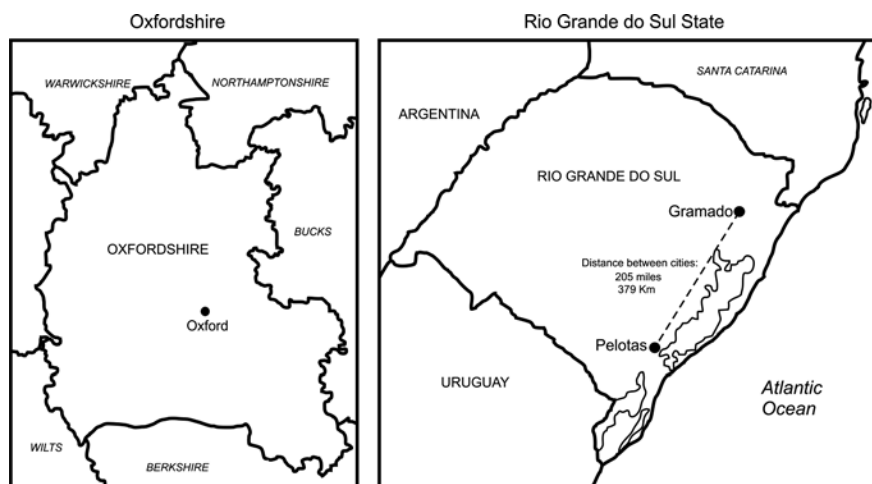 Oxfordshire
WARWICKSHIRE
NORTHAMPTONSHIRE
OXFORDSHIRE
BUCKS
Oxford
WILTS
BERKSHIRE
Rio Grande do Sul State
SANTA CATARINA
ARGENTINA
RIO GRANDE DO SUL
Gramado
Distance between cities:
205 miles
379 Km
Pelotas
URUGUAY
Atlantic
Ocean